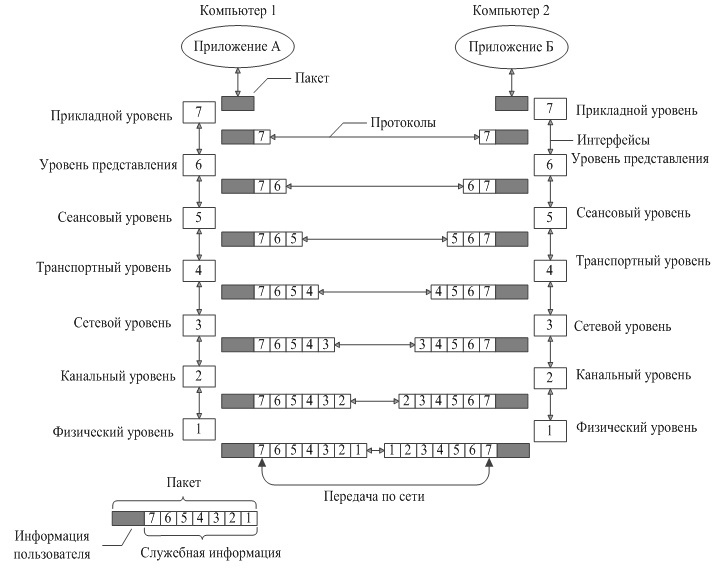 Компьютер 1 Компьютер 2
Приложение А Приложение Б
Пакет
Прикладной уровень 7 7 Прикладной уровень
7 Протоколы 7
Интерфейсы
Уровень представления 6 6 Уровень представления
7 6 6 7
Сеансовый уровень 5 5 Сеансовый уровень
7 6 5 5 6 7
Транспортный уровень 4 4 Транспортный уровень
7 6 5 4 4 5 6 7
Сетевой уровень 3 3 Сетевой уровень
7 6 5 4 3 3 4 5 6 7
Канальный уровень 2 2 Канальный уровень
7 6 5 4 3 2 2 3 4 5 6 7
Физический уровень 1 1 Физический уровень
7 6 5 4 3 2 1 1 2 3 4 5 6 7
Передача по сети
Пакет
7 6 5 4 3 2 1
Информация
пользователя
Служебная информация